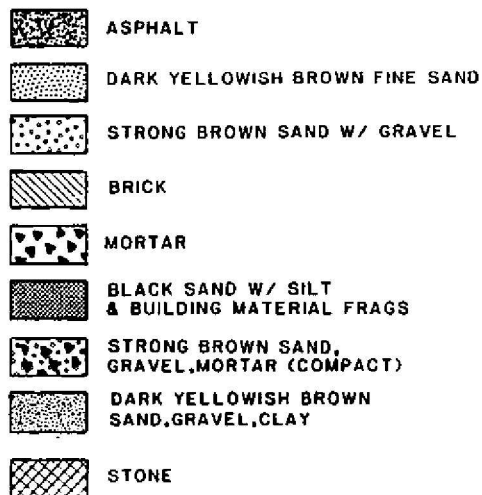 ASPHALT
DARK YELLOWISH BROWN FINE SAND
STRONG BROWN SAND W/ GRAVEL
BRICK
MORTAR
BLACK SAND W/ SILT
& BUILDING MATERIAL FRAGS
STRONG BROWN SAND,
GRAVEL,MORTAR (COMPACT)
DARK YELLOWISH BROWN
SAND,GRAVEL,CLAY
STONE